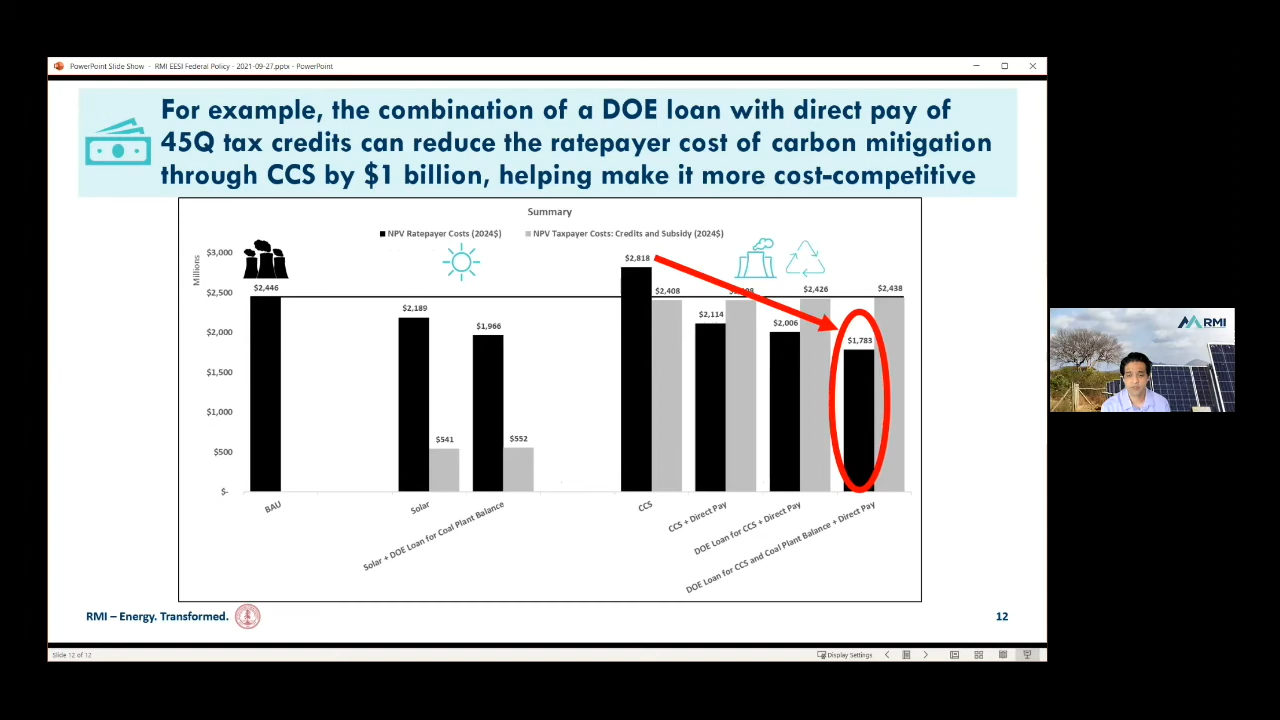 PowerPoint Slide Show - RMI EESI Federal Policy - 2021-09-27.pptx - PowerPoint
For example, the combination of a DOE loan with direct pay of
45Q tax credits can reduce the ratepayer cost of carbon mitigation
through CCS by $1 billion, helping make it more cost-competitive
Summary
NPV Ratepayer Costs (2024$)
NPV Taxpayer Costs: Credits and Subsidy (2024$)
Millions
$3,000
$2,500
$2,000
$1,500
$1,000
$500
$-
$2,446
$2,189
$541
$1,966
$552
$2,818
$2,408
$2,114
$2,006
$2,426
$1,783
$2,438
BAU
Solar
Solar + DOE Loan for Coal Plant Balance
CCS
CCS + Direct Pay
DOE Loan for CCS + Direct Pay
DOE Loan for CCS and Coal Plant Balance + Direct Pay
RMI – Energy. Transformed.
12
Slide 12 of 12
Display Settings
RMI